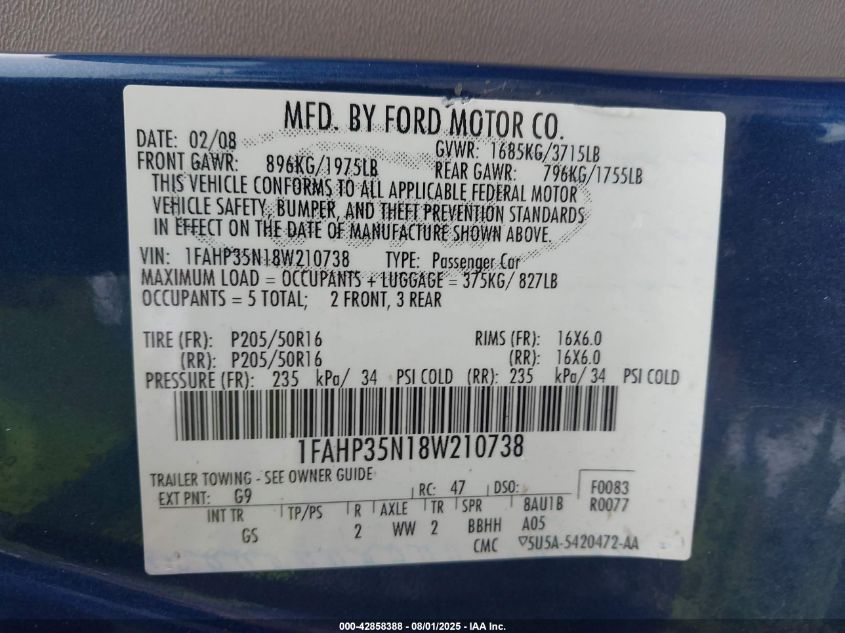 MFD. BY FORD MOTOR CO.
DATE: 02/08 GVWR: 1685KG/3715LB
FRONT GAWR: 896KG/1975LB REAR GAWR: 796KG/1755LB
THIS VEHICLE CONFORMS TO ALL APPLICABLE FEDERAL MOTOR
VEHICLE SAFETY, BUMPER, AND THEFT PREVENTION STANDARDS
IN EFFECT ON THE DATE OF MANUFACTURE SHOWN ABOVE.
VIN: 1FAHP35N18W210738 TYPE: Passenger Car
MAXIMUM LOAD = OCCUPANTS + LUGGAGE = 375KG/ 827LB
OCCUPANTS = 5 TOTAL; 2 FRONT, 3 REAR
TIRE (FR): P205/50R16 RIMS (FR): 16X6.0
(RR): P205/50R16 (RR): 16X6.0
PRESSURE (FR): 235 kPa/ 34 PSI COLD (RR): 235 kPa/ 34 PSI COLD
1FAHP35N18W210738
TRAILER TOWING - SEE OWNER GUIDE
EXT PNT: G9 RC: 47 DSO: F0083
R0077
INT TR TP/PS R AXLE TR SPR 8AU1B
GS 2 WW 2 BBHH A05
CMC ▽5U5A-5420472-AA
000-42858388 - 08/01/2025 - IAA Inc.